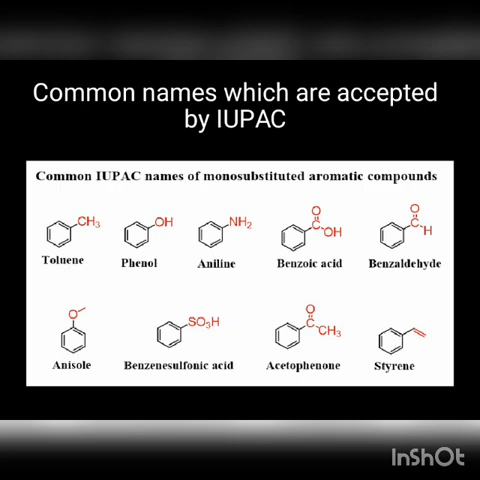 Common names which are accepted
by IUPAC
Common IUPAC names of monosubstituted aromatic compounds
CH3
OH
NH2
O
C
OH
O
C
H
Toluene
Phenol
Aniline
Benzoic acid
Benzaldehyde
O
SO3H
O
C
CH3
Anisole
Benzenesulfonic acid
Acetophenone
Styrene
InShOt